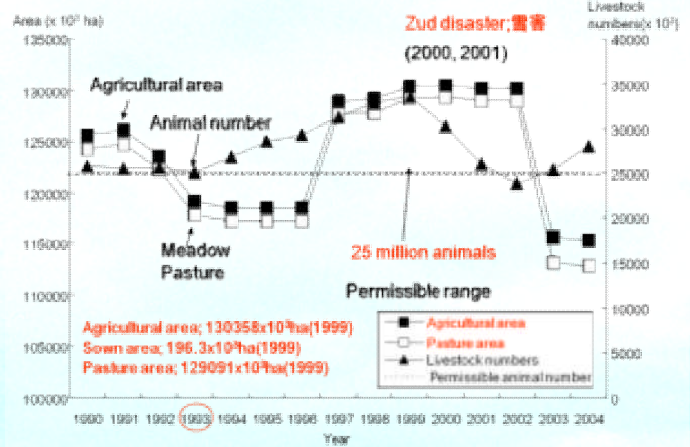 Area (x 10³ ha)
Livestock
numbers(x 10³)
Zud disaster;雪害
(2000, 2001)
135000
130000
125000
120000
115000
110000
105000
100000
40000
35000
30000
25000
20000
15000
10000
5000
0
Agricultural area
Animal number
Meadow
Pasture
25 million animals
Permissible range
Agricultural area; 130358x10³ha(1999)
Sown area; 196.3x10³ha(1999)
Pasture area; 129091x10³ha(1999)
Agricultural area
Pasture area
Livestock numbers
Permissible animal number
1990 1991 1992 1993 1994 1995 1996 1997 1998 1999 2000 2001 2002 2003 2004
Year